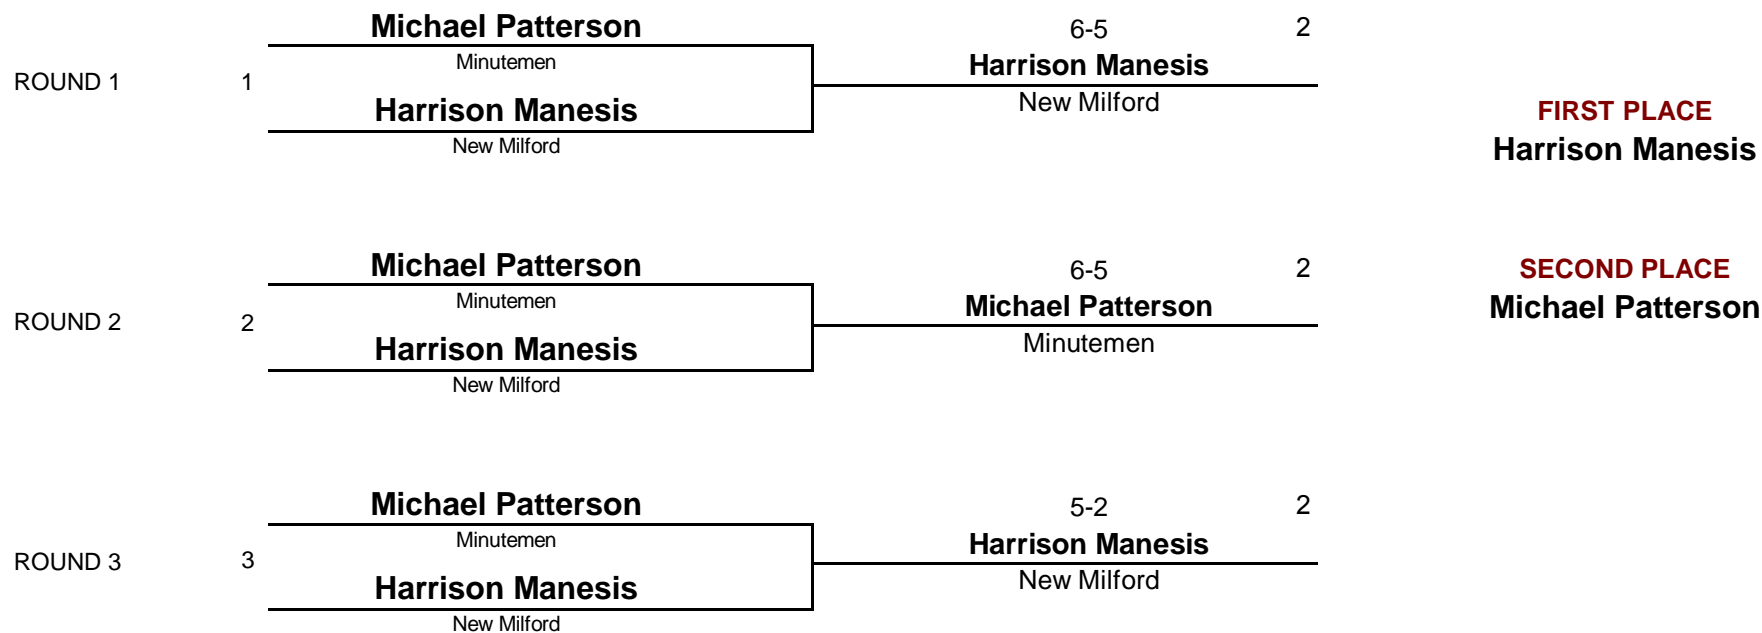 Michael Patterson
Minutemen
ROUND 1
1
Harrison Manesis
New Milford
6-5
2
Harrison Manesis
New Milford
FIRST PLACE
Harrison Manesis
Michael Patterson
Minutemen
ROUND 2
2
Harrison Manesis
New Milford
6-5
2
Michael Patterson
Minutemen
SECOND PLACE
Michael Patterson
Michael Patterson
Minutemen
ROUND 3
3
Harrison Manesis
New Milford
5-2
2
Harrison Manesis
New Milford